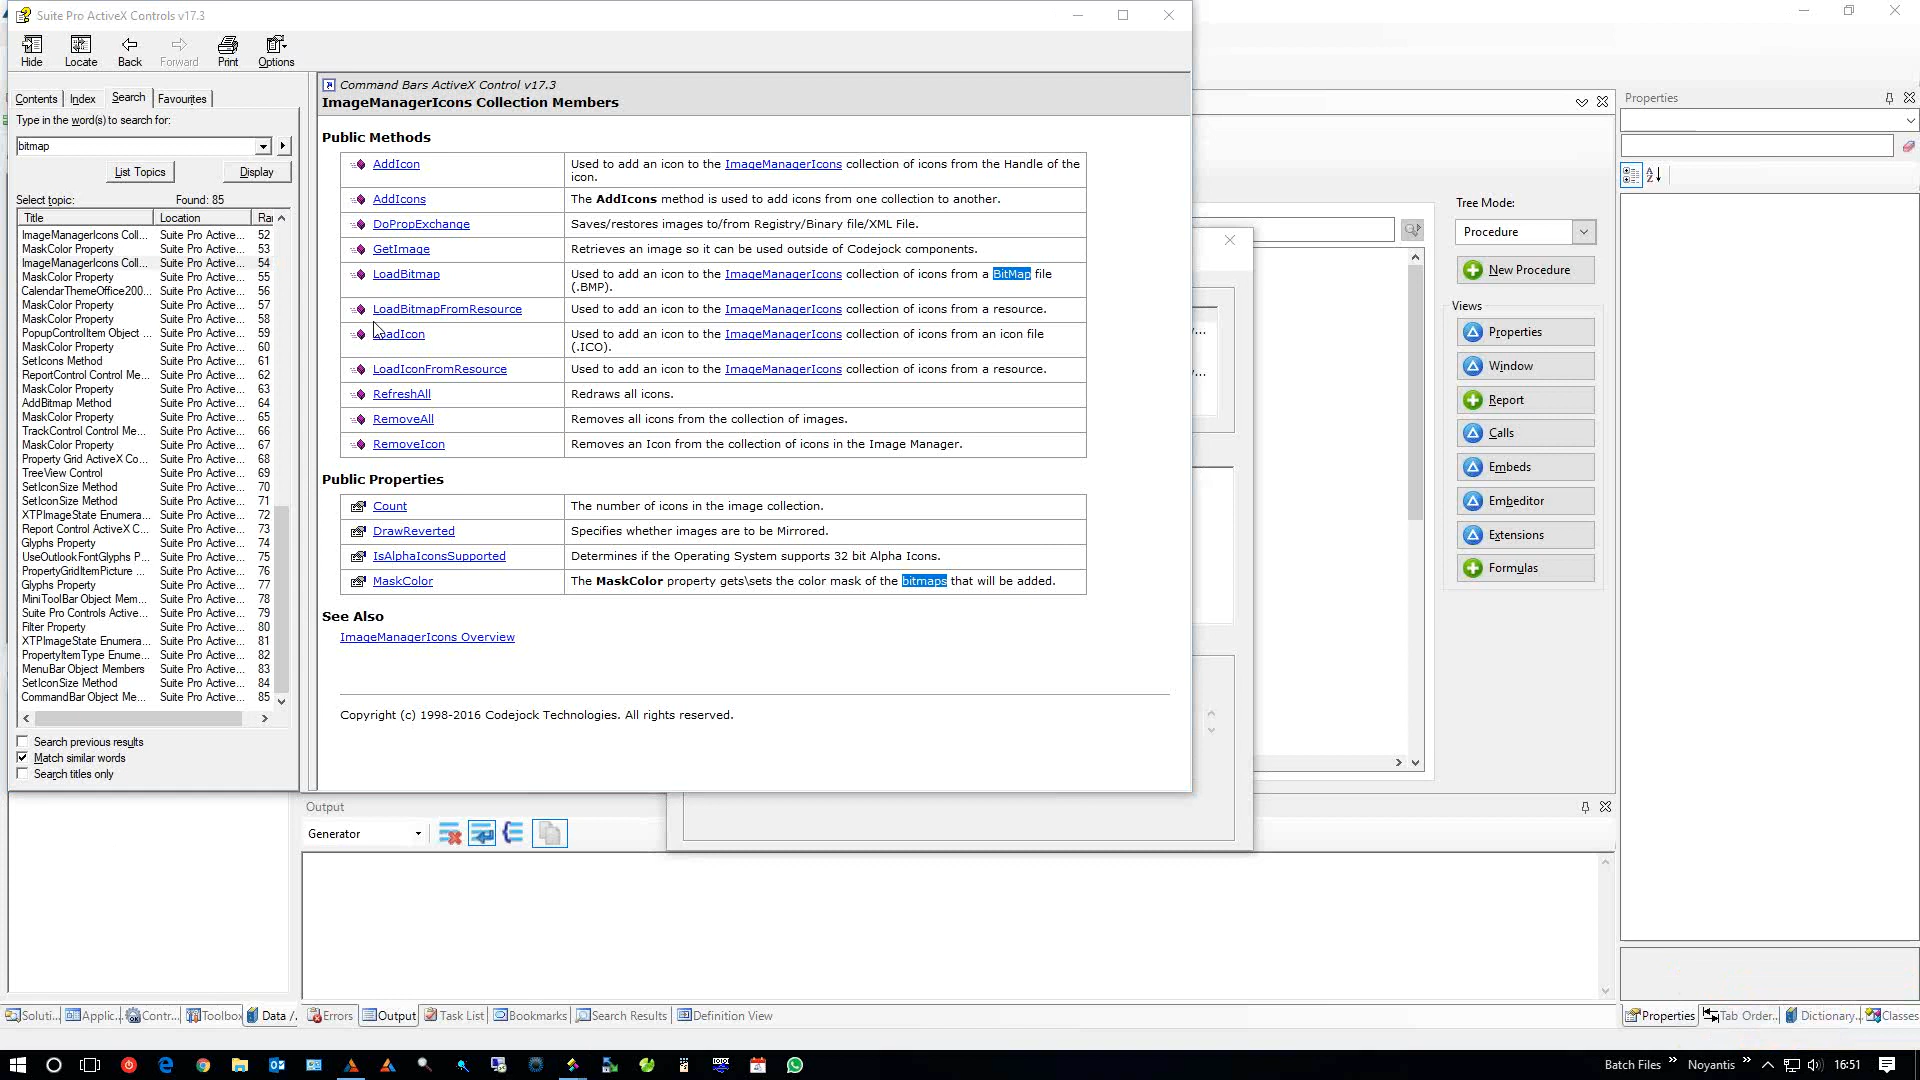 Suite Pro ActiveX Controls v17.3
Hide Locate Back Forward Print Options
Contents Index Search Favourites
Type in the word(s) to search for:
bitmap
List Topics Display
Select topic: Found: 85
Title Location Ra
ImageManagerIcons Coll... Suite Pro Active... 52
MaskColor Property Suite Pro Active... 53
ImageManagerIcons Coll... Suite Pro Active... 54
MaskColor Property Suite Pro Active... 55
CalendarThemeOffice200... Suite Pro Active... 56
MaskColor Property Suite Pro Active... 57
MaskColor Property Suite Pro Active... 58
PopupControlItem Object ... Suite Pro Active... 59
MaskColor Property Suite Pro Active... 60
SetIcons Method Suite Pro Active... 61
ReportControl Control Me... Suite Pro Active... 62
MaskColor Property Suite Pro Active... 63
AddBitmap Method Suite Pro Active... 64
MaskColor Property Suite Pro Active... 65
TrackControl Control Me... Suite Pro Active... 66
MaskColor Property Suite Pro Active... 67
Property Grid ActiveX Co... Suite Pro Active... 68
TreeView Control Suite Pro Active... 69
SetIconSize Method Suite Pro Active... 70
SetIconSize Method Suite Pro Active... 71
XTPImageState Enumera... Suite Pro Active... 72
Report Control ActiveX C... Suite Pro Active... 73
Glyphs Property Suite Pro Active... 74
UseOutlookFontGlyphs P... Suite Pro Active... 75
PropertyGridItemPicture ... Suite Pro Active... 76
Glyphs Property Suite Pro Active... 77
MiniToolBar Object Mem... Suite Pro Active... 78
Suite Pro Controls Active... Suite Pro Active... 79
Filter Property Suite Pro Active... 80
XTPImageState Enumera... Suite Pro Active... 81
PropertyItemType Enume... Suite Pro Active... 82
MenuBar Object Members Suite Pro Active... 83
SetIconSize Method Suite Pro Active... 84
CommandBar Object Me... Suite Pro Active... 85
Search previous results
Match similar words
Search titles only
Command Bars ActiveX Control v17.3
ImageManagerIcons Collection Members
Public Methods
AddIcon Used to add an icon to the ImageManagerIcons collection of icons from the Handle of the
icon.
AddIcons The AddIcons method is used to add icons from one collection to another.
DoPropExchange Saves/restores images to/from Registry/Binary file/XML File.
GetImage Retrieves an image so it can be used outside of Codejock components.
LoadBitmap Used to add an icon to the ImageManagerIcons collection of icons from a BitMap file
(.BMP).
LoadBitmapFromResource Used to add an icon to the ImageManagerIcons collection of icons from a resource.
LoadIcon Used to add an icon to the ImageManagerIcons collection of icons from an icon file
(.ICO).
LoadIconFromResource Used to add an icon to the ImageManagerIcons collection of icons from a resource.
RefreshAll Redraws all icons.
RemoveAll Removes all icons from the collection of images.
RemoveIcon Removes an Icon from the collection of icons in the Image Manager.
Public Properties
Count The number of icons in the image collection.
DrawReverted Specifies whether images are to be Mirrored.
IsAlphaIconsSupported Determines if the Operating System supports 32 bit Alpha Icons.
MaskColor The MaskColor property gets\sets the color mask of the bitmaps that will be added.
See Also
ImageManagerIcons Overview
Copyright (c) 1998-2016 Codejock Technologies. All rights reserved.
Tree Mode:
Procedure
New Procedure
Views
Properties
Window
Report
Calls
Embeds
Embeditor
Extensions
Formulas
Properties
Output
Generator
Soluti... Applic... Contr... Toolbox Data /... Errors Output Task List Bookmarks Search Results Definition View
Properties Tab Order... Dictionary... Classes
Batch Files Noyantis 16:51